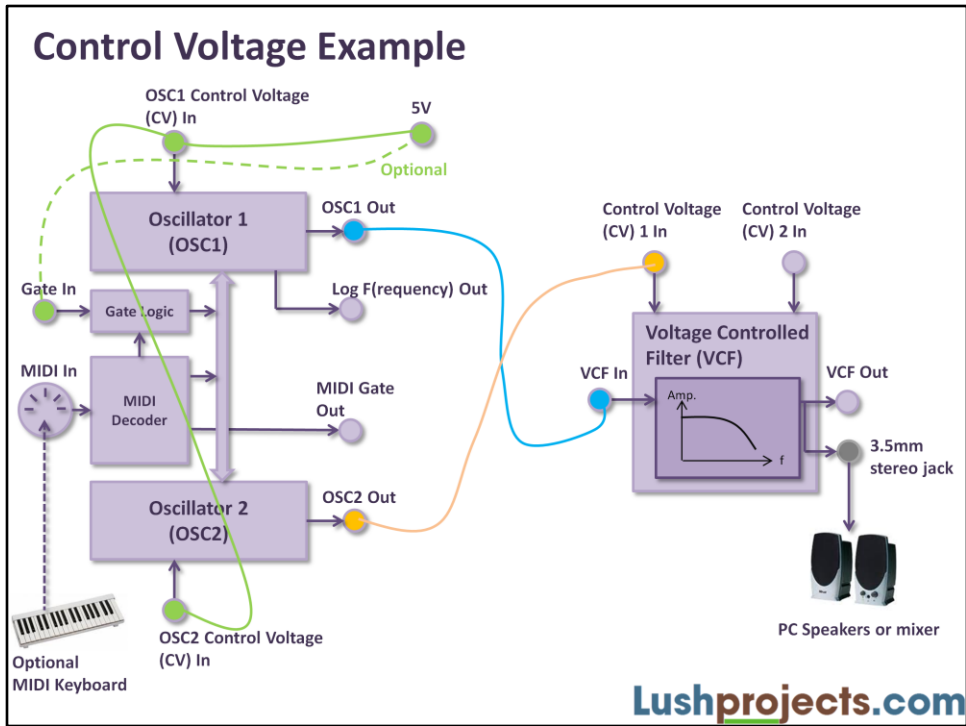 Control Voltage Example
OSC1 Control Voltage
(CV) In
5V
Optional
Oscillator 1
(OSC1)
OSC1 Out
Control Voltage
(CV) 1 In
Control Voltage
(CV) 2 In
Gate In
Gate Logic
Log F(requency) Out
Voltage Controlled
Filter (VCF)
MIDI In
MIDI
Decoder
MIDI Gate
Out
VCF In
Amp.
f
VCF Out
3.5mm
stereo jack
Oscillator 2
(OSC2)
OSC2 Out
OSC2 Control Voltage
(CV) In
PC Speakers or mixer
Optional
MIDI Keyboard
Lushprojects.com